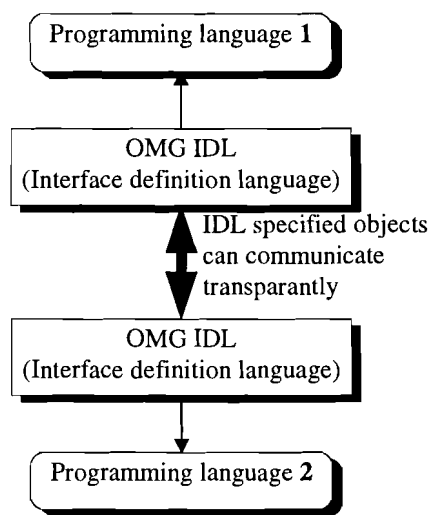 Programming language 1
OMG IDL
(Interface definition language)
IDL specified objects
can communicate
transparantly
OMG IDL
(Interface definition language)
Programming language 2